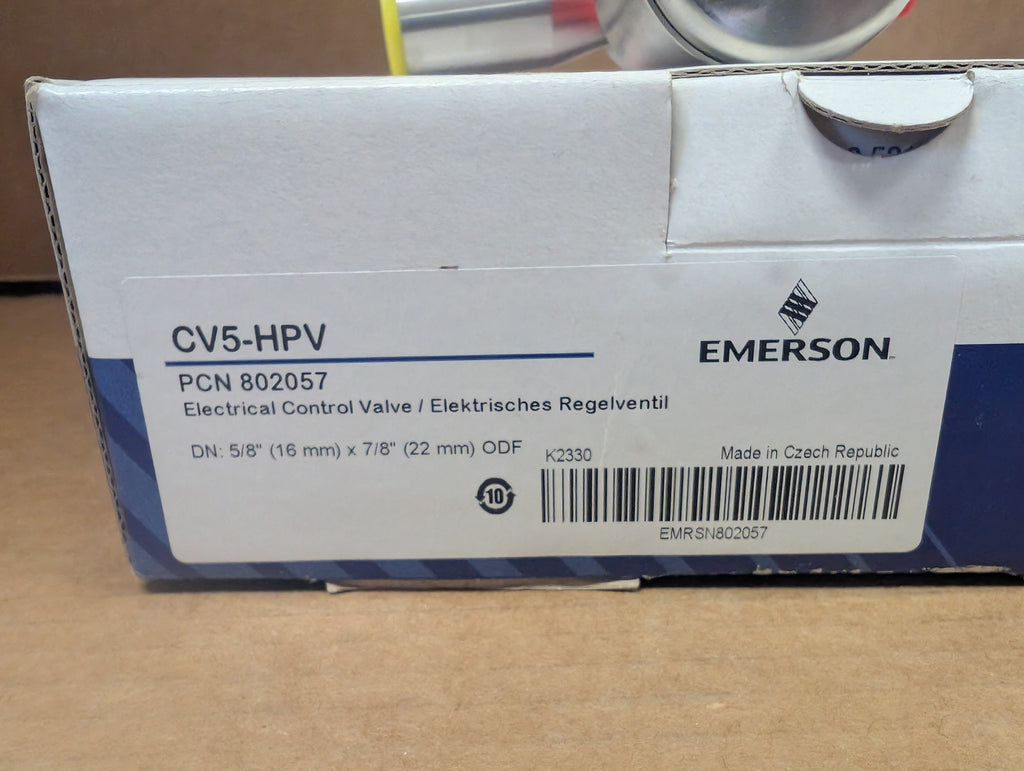 CV5-HPV
EMERSON
PCN 802057
Electrical Control Valve / Elektrisches Regelventil
DN: 5/8" (16 mm) x 7/8" (22 mm) ODF
K2330
Made in Czech Republic
10
EMRSN802057